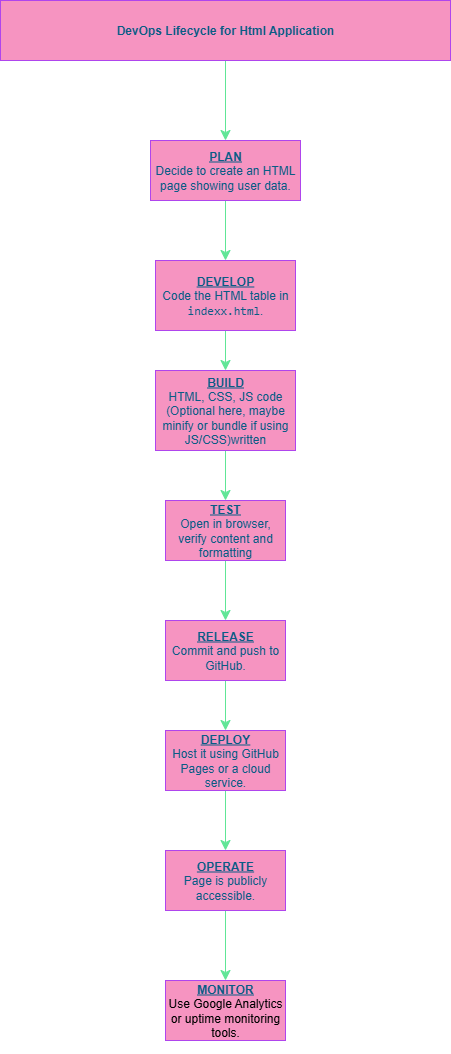 DevOps Lifecycle for Html Application
PLAN
Decide to create an HTML
page showing user data.
DEVELOP
Code the HTML table in
indexx.html.
BUILD
HTML, CSS, JS code
(Optional here, maybe
minify or bundle if using
JS/CSS)written
TEST
Open in browser,
verify content and
formatting
RELEASE
Commit and push to
GitHub.
DEPLOY
Host it using GitHub
Pages or a cloud
service.
OPERATE
Page is publicly
accessible.
MONITOR
Use Google Analytics
or uptime monitoring
tools.